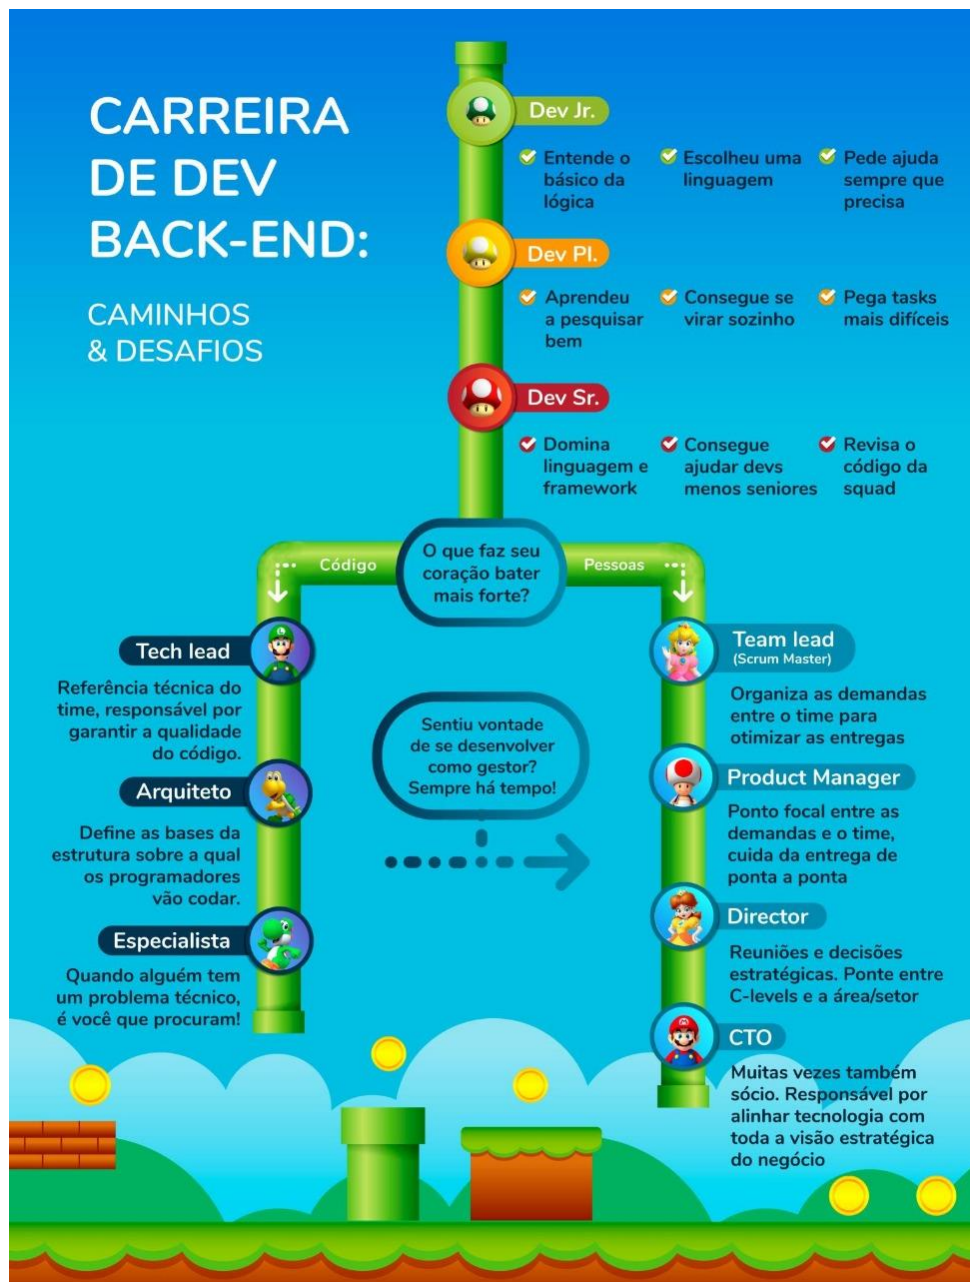 CARREIRA
DE DEV
BACK-END:
CAMINHOS
& DESAFIOS
Dev Jr.
Entende o
básico da
lógica
Escolheu uma
linguagem
Pede ajuda
sempre que
precisa
Dev Pl.
Aprendeu
a pesquisar
bem
Consegue se
virar sozinho
Pega tasks
mais difíceis
Dev Sr.
Domina
linguagem e
framework
Consegue
ajudar devs
menos seniores
Revisa o
código da
squad
O que faz seu
coração bater
mais forte?
Código
Pessoas
Tech lead
Referência técnica do
time, responsável por
garantir a qualidade
do código.
Arquiteto
Define as bases da
estrutura sobre a qual
os programadores
vão codar.
Especialista
Quando alguém tem
um problema técnico,
é você que procuram!
Sentiu vontade
de se desenvolver
como gestor?
Sempre há tempo!
Team lead
(Scrum Master)
Organiza as demandas
entre o time para
otimizar as entregas
Product Manager
Ponto focal entre as
demandas e o time,
cuida da entrega de
ponta a ponta
Director
Reuniões e decisões
estratégicas. Ponte entre
C-levels e a área/setor
CTO
Muitas vezes também
sócio. Responsável por
alinhar tecnologia com
toda a visão estratégica
do negócio